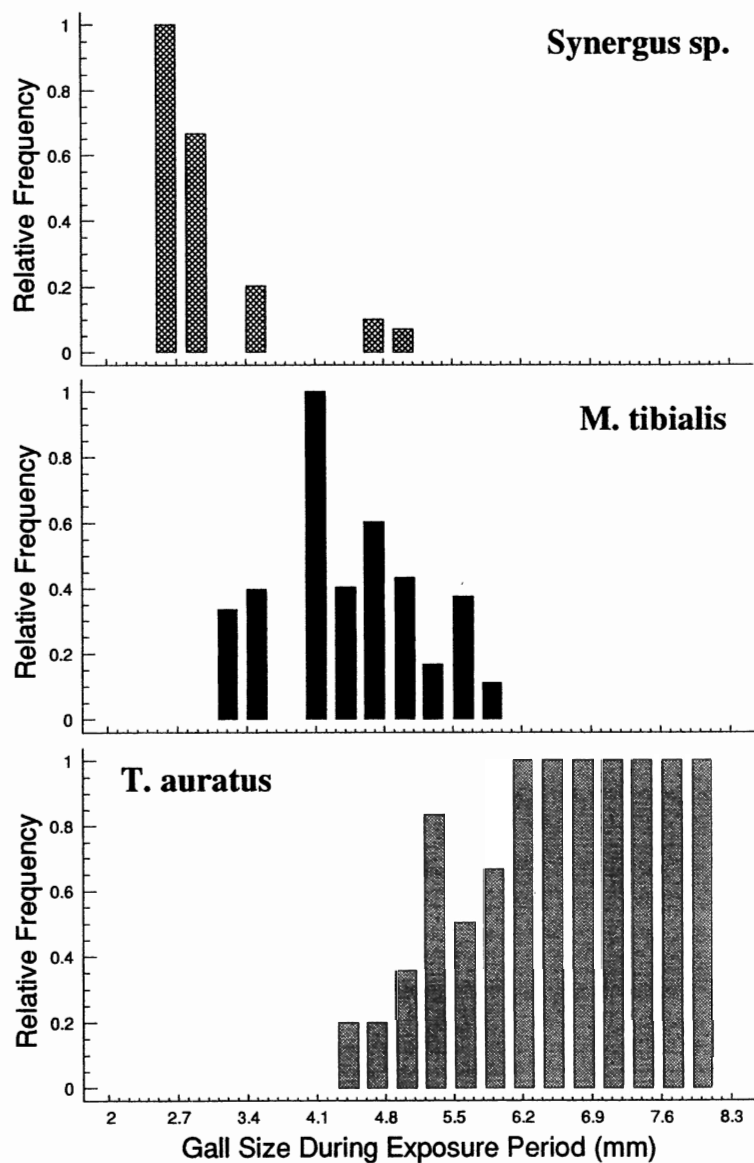 Synergus sp.
Relative Frequency
1
0.8
0.6
0.4
0.2
0
M. tibialis
Relative Frequency
1
0.8
0.6
0.4
0.2
0
T. auratus
Relative Frequency
1
0.8
0.6
0.4
0.2
0
2 2.7 3.4 4.1 4.8 5.5 6.2 6.9 7.6 8.3
Gall Size During Exposure Period (mm)